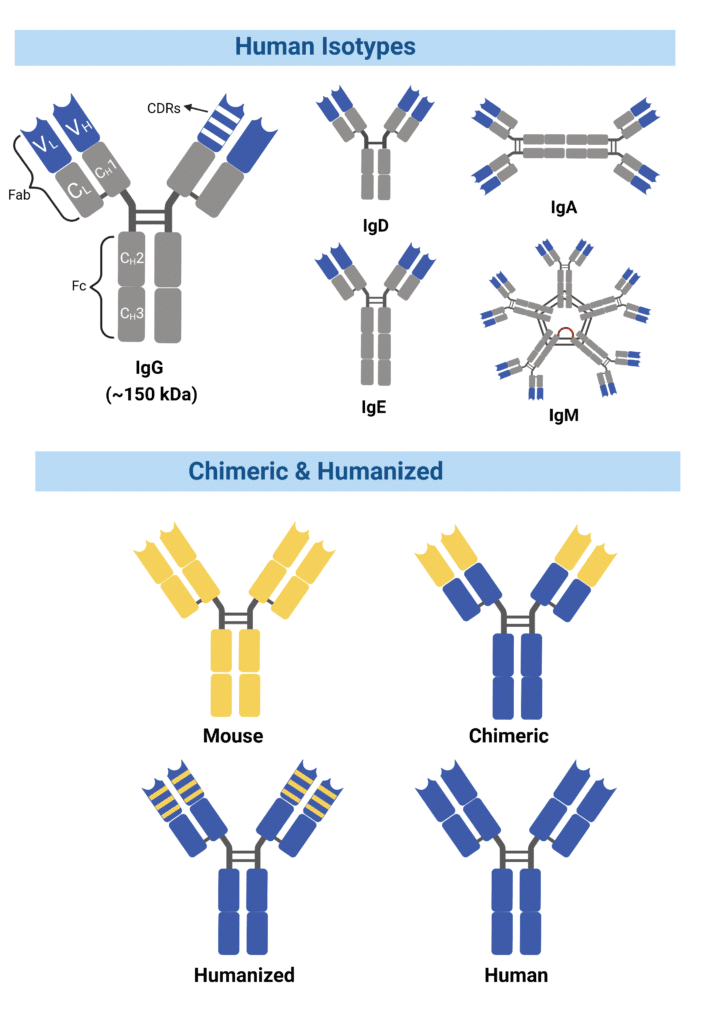 Human Isotypes
CDRs
VL
VH
CL
CH1
Fab
Fc
CH2
CH3
IgG
(~150 kDa)
IgD
IgA
IgE
IgM
Chimeric & Humanized
Mouse
Chimeric
Humanized
Human